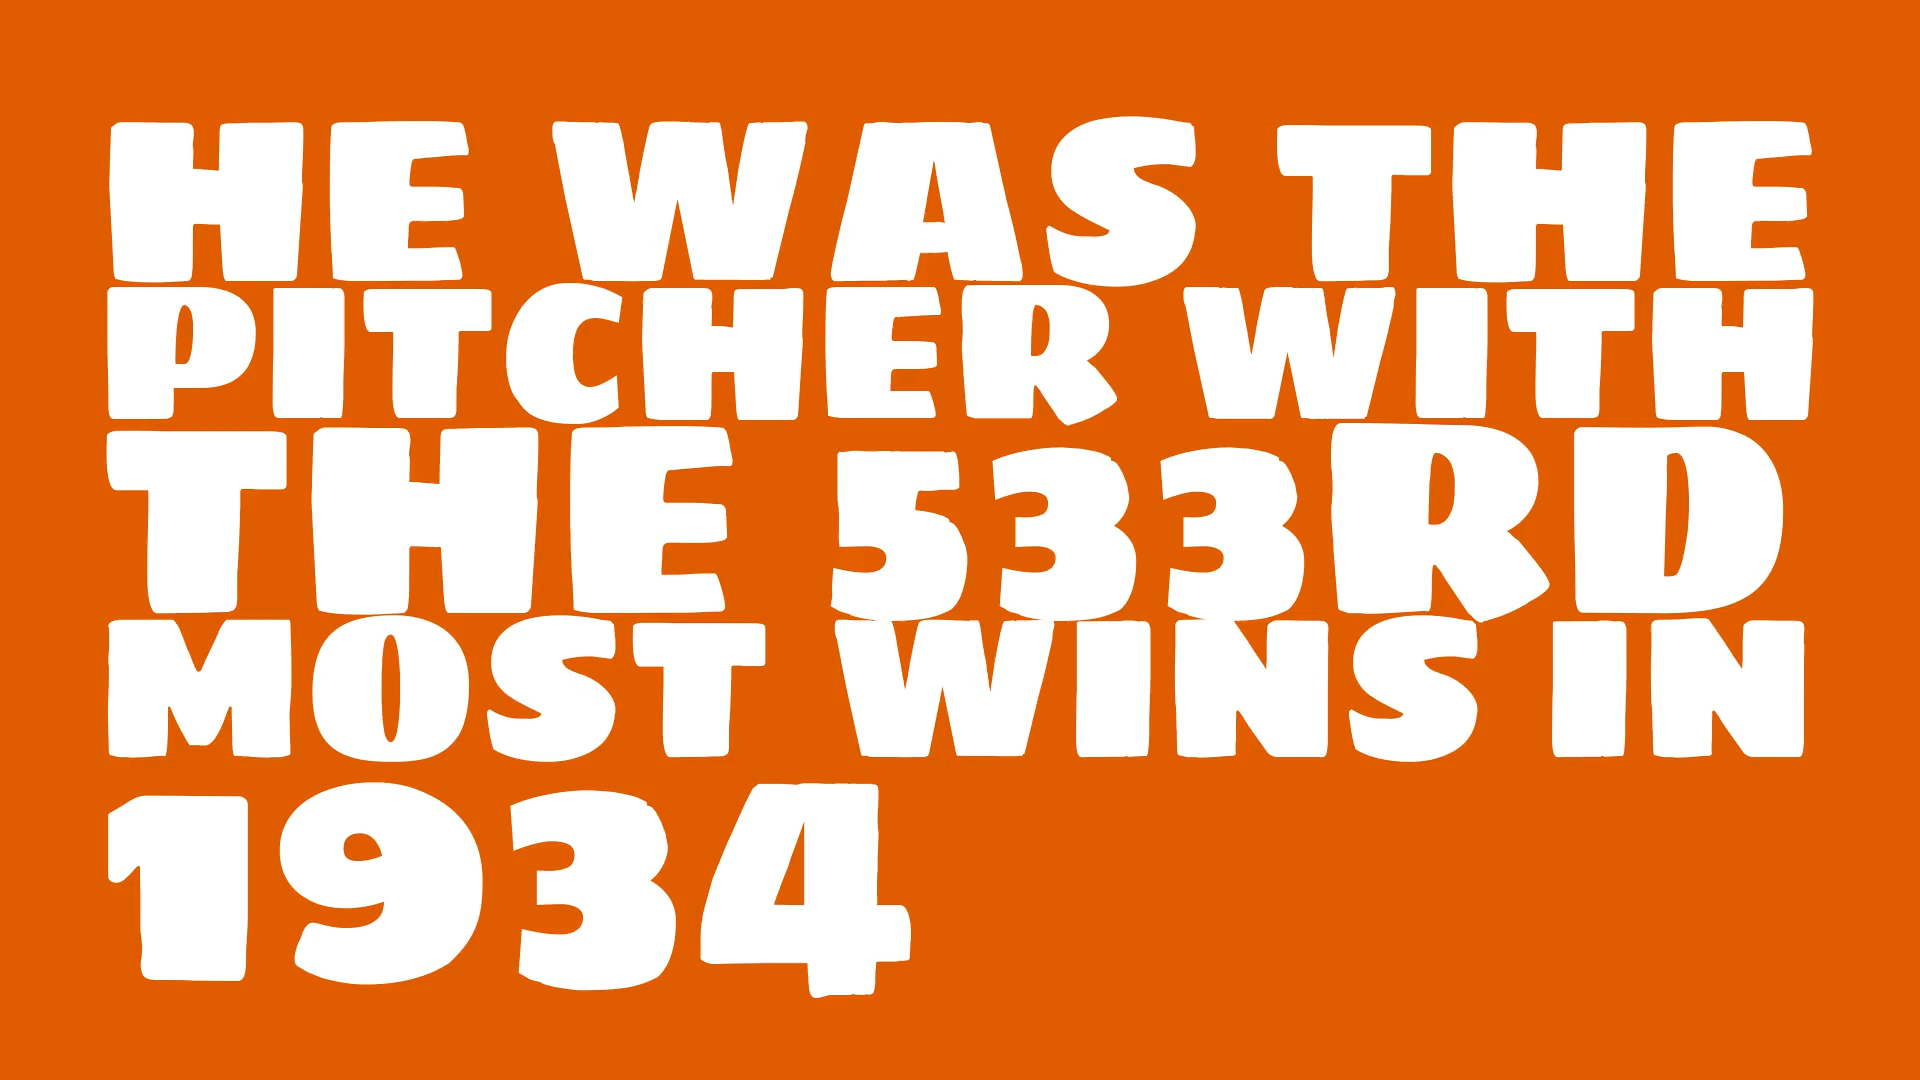 HE WAS THE
PITCHER WITH
THE 533RD
MOST WINS IN
1934